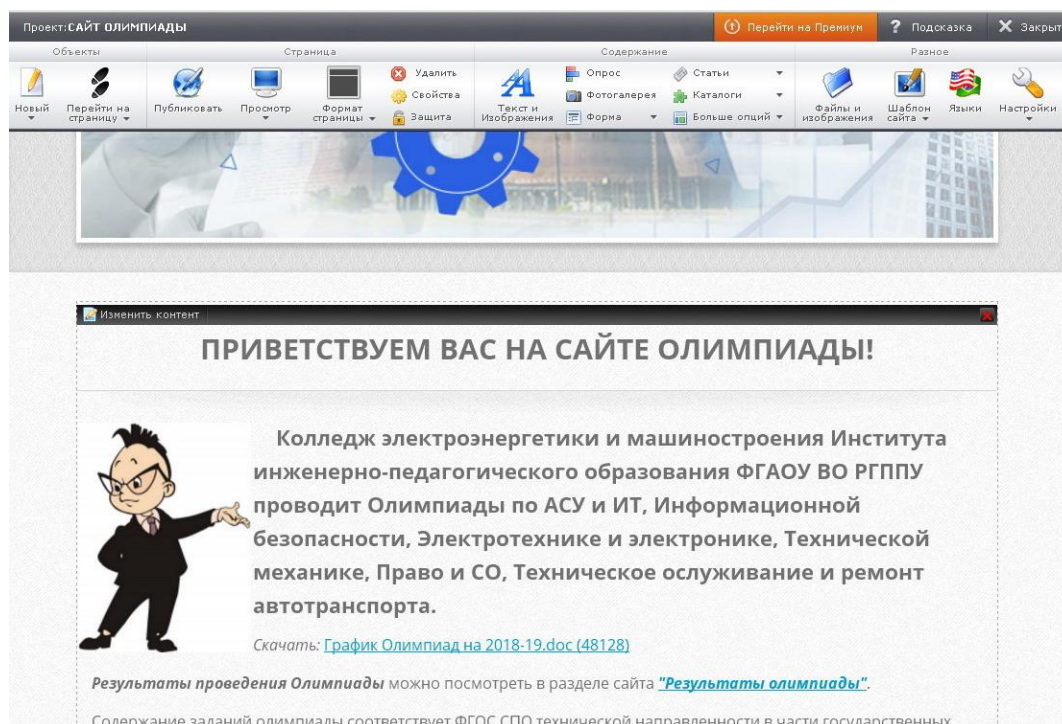 Проект:САЙТ ОЛИМПИАДЫ
Перейти на Премиум
? Подсказка
X Закрыт
Объекты
Страница
Содержание
Разное
Новый
Перейти на страницу
Публиковать
Просмотр
Формат страницы
Удалить
Свойства
Защита
Текст и Изображения
Опрос
Фотогалерея
Форма
Статьи
Каталоги
Больше опций
Файлы и изображения
Шаблон сайта
Языки
Настройки
Изменить контент
ПРИВЕТСТВУЕМ ВАС НА САЙТЕ ОЛИМПИАДЫ!
Колледж электроэнергетики и машиностроения Института
инженерно-педагогического образования ФГАОУ ВО РГППУ
проводит Олимпиады по АСУ и ИТ, Информационной
безопасности, Электротехнике и электронике, Технической
механике, Право и СО, Техническое ослуживание и ремонт
автотранспорта.
Скачать: График Олимпиад на 2018-19.doc (48128)
Результаты проведения Олимпиады можно посмотреть в разделе сайта "Результаты олимпиады".
Содержание заданий олимпиады соответствует ФГОС СПО технической направленности в части государственных